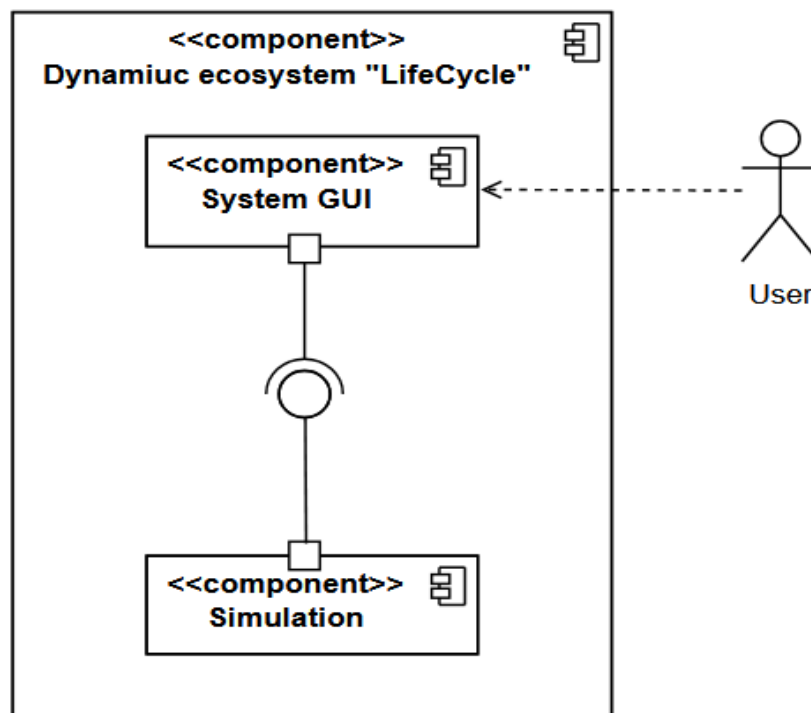 <<component>>
Dynamiuc ecosystem "LifeCycle"
<<component>>
System GUI
User
<<component>>
Simulation